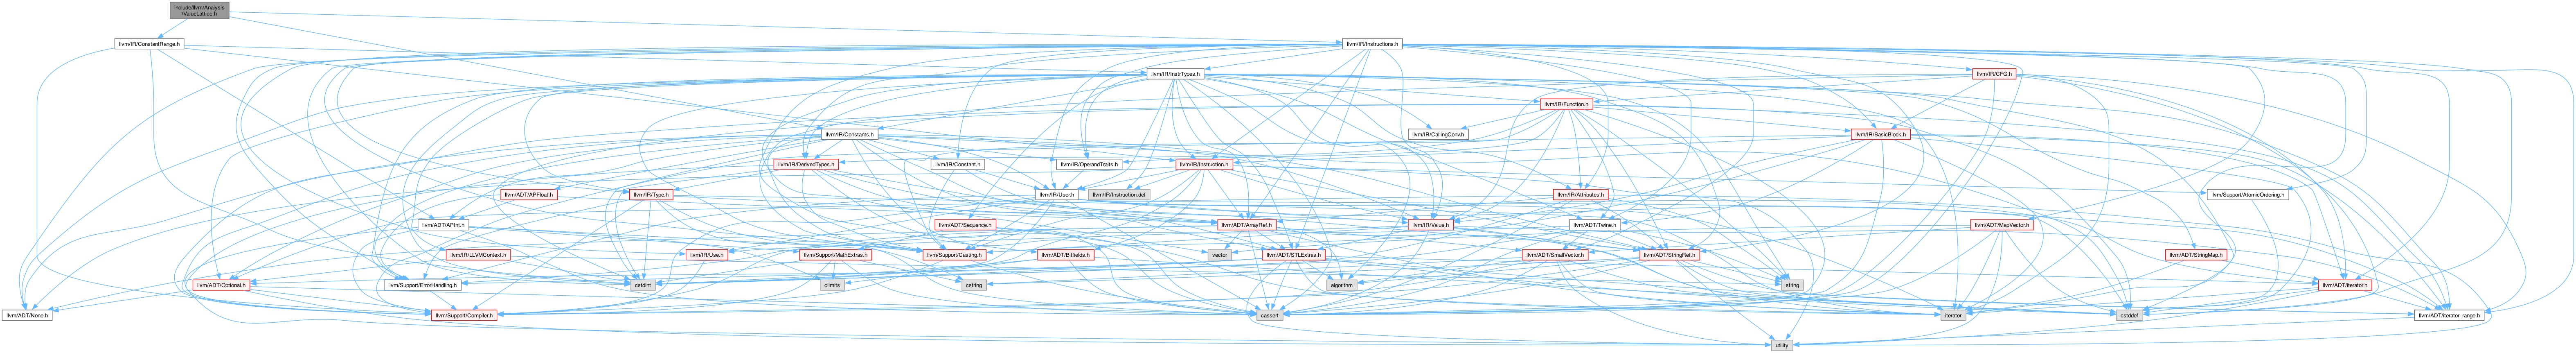 include/llvm/Analysis
/ValueLattice.h
llvm/IR/ConstantRange.h
llvm/IR/Instructions.h
llvm/IR/InstrTypes.h
llvm/IR/CFG.h
llvm/IR/Function.h
llvm/IR/Constants.h
llvm/IR/CallingConv.h
llvm/IR/BasicBlock.h
llvm/IR/DerivedTypes.h
llvm/IR/Constant.h
llvm/IR/OperandTraits.h
llvm/IR/Instruction.h
llvm/ADT/APFloat.h
llvm/IR/Type.h
llvm/IR/User.h
llvm/IR/Instruction.def
llvm/IR/Attributes.h
llvm/Support/AtomicOrdering.h
llvm/ADT/APInt.h
llvm/ADT/Sequence.h
llvm/ADT/ArrayRef.h
llvm/IR/Value.h
llvm/ADT/Twine.h
llvm/ADT/MapVector.h
llvm/IR/LLVMContext.h
llvm/IR/Use.h
llvm/Support/MathExtras.h
llvm/Support/Casting.h
llvm/ADT/Bitfields.h
vector
llvm/ADT/STLExtras.h
llvm/ADT/SmallVector.h
llvm/ADT/StringRef.h
llvm/ADT/StringMap.h
llvm/ADT/Optional.h
llvm/Support/ErrorHandling.h
cstdint
climits
cstring
algorithm
string
llvm/ADT/iterator.h
llvm/ADT/None.h
llvm/Support/Compiler.h
cassert
iterator
cstddef
llvm/ADT/iterator_range.h
utility